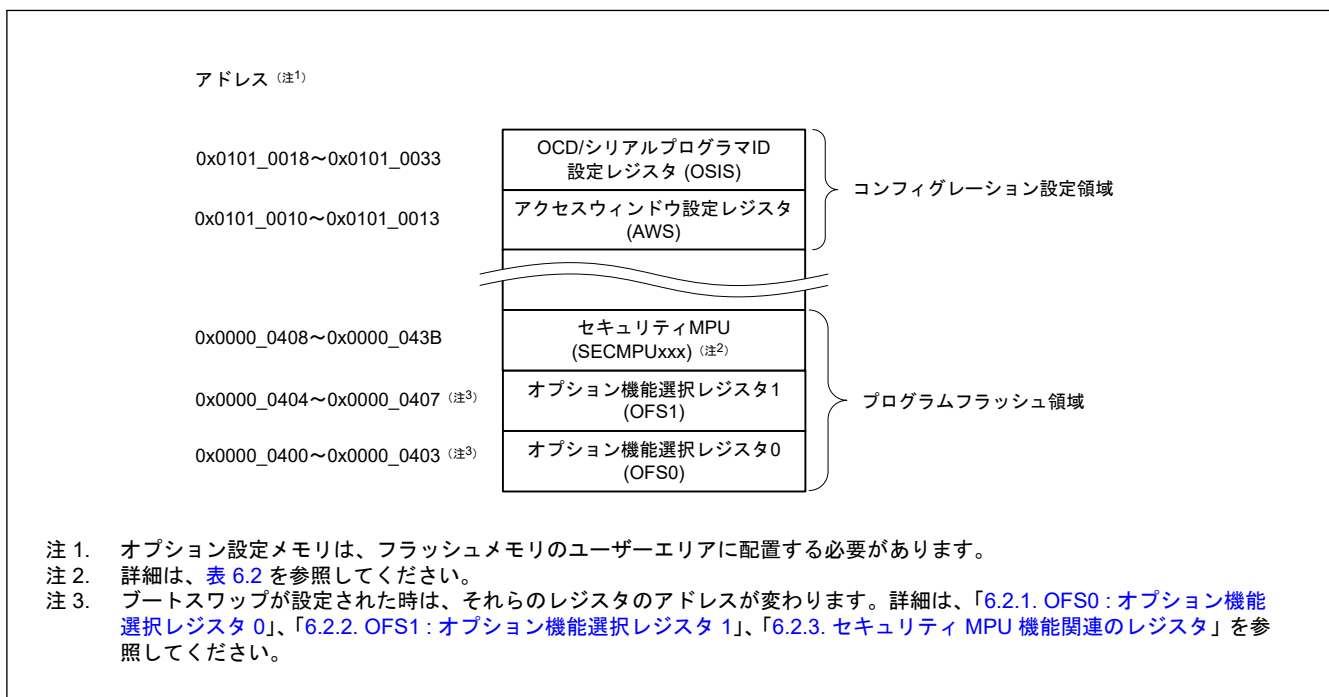 アドレス（注1）
0x0101_0018～0x0101_0033
OCD/シリアルプログラマID
設定レジスタ (OSIS)
コンフィグレーション設定領域
0x0101_0010～0x0101_0013
アクセスウィンドウ設定レジスタ
(AWS)
0x0000_0408～0x0000_043B
セキュリティMPU
(SECMPUxxx)（注2）
0x0000_0404～0x0000_0407（注3）
オプション機能選択レジスタ1
(OFS1)
プログラムフラッシュ領域
0x0000_0400～0x0000_0403（注3）
オプション機能選択レジスタ0
(OFS0)
注 1. オプション設定メモリは、フラッシュメモリのユーザーエリアに配置する必要があります。
注 2. 詳細は、表 6.2 を参照してください。
注 3. ブートスワップが設定された時は、それらのレジスタのアドレスが変わります。詳細は、「6.2.1. OFS0 : オプション機能
選択レジスタ 0」、「6.2.2. OFS1 : オプション機能選択レジスタ 1」、「6.2.3. セキュリティ MPU 機能関連のレジスタ」を参
照してください。